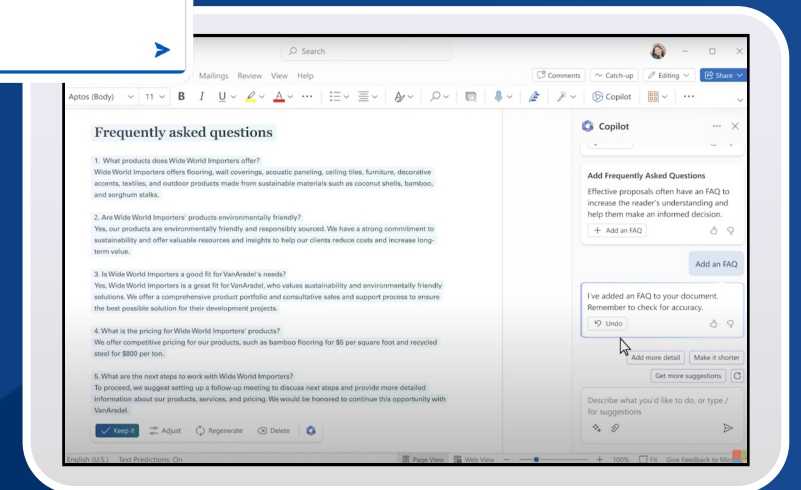 Search
Mailings Review View Help
Comments Catch-up Editing Share
Aptos (Body) 11 B I U A ... Copilot ...
Frequently asked questions
1. What products does Wide World Importers offer?
Wide World Importers offers flooring, wall coverings, acoustic paneling, ceiling tiles, furniture, decorative
accents, textiles, and outdoor products made from sustainable materials such as coconut shells, bamboo,
and sorghum stalks.
2. Are Wide World Importers' products environmentally friendly?
Yes, our products are environmentally friendly and responsibly sourced. We have a strong commitment to
sustainability and offer valuable resources and insights to help our clients reduce costs and increase long-
term value.
3. Is Wide World Importers a good fit for VanArsdel's needs?
Yes, Wide World Importers is a great fit for VanArsdel, who values sustainability and environmentally friendly
solutions. We offer a comprehensive product portfolio and consultative sales and support process to ensure
the best possible solution for their development projects.
4. What is the pricing for Wide World Importers' products?
We offer competitive pricing for our products, such as bamboo flooring for $5 per square foot and recycled
steel for $800 per ton.
5. What are the next steps to work with Wide World Importers?
To proceed, we suggest setting up a follow-up meeting to discuss next steps and provide more detailed
information about our products, services, and pricing. We would be honored to continue this opportunity with
VanArsdel.
Keep it Adjust Regenerate Delete
Copilot ...
Add Frequently Asked Questions
Effective proposals often have an FAQ to
increase the reader's understanding and
help them make an informed decision.
+ Add an FAQ
Add an FAQ
I've added an FAQ to your document.
Remember to check for accuracy.
Undo
Add more detail Make it shorter
Get more suggestions
Describe what you'd like to do, or type /
for suggestions
English (U.S.) Text Predictions: On Page View Web View 100% Fit Give Feedback to